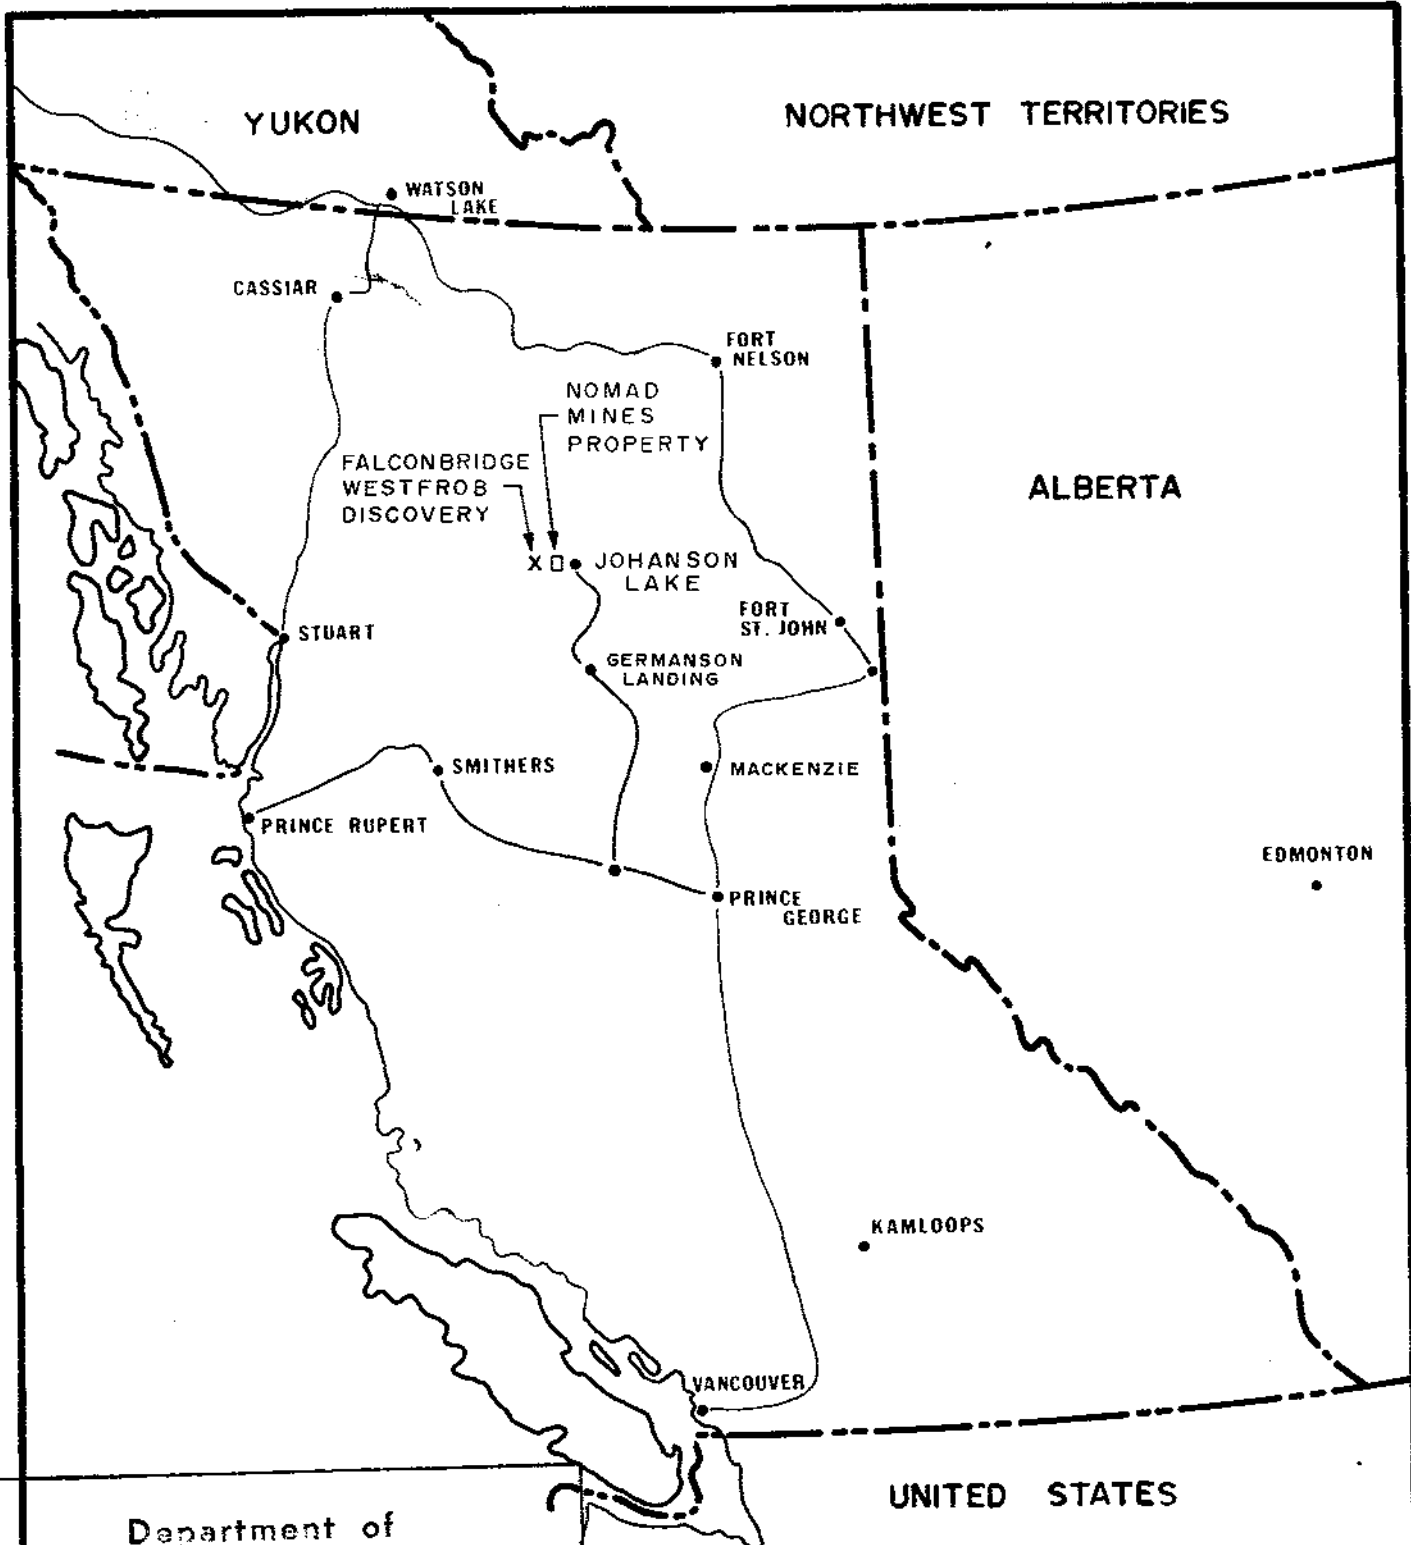 YUKON
NORTHWEST TERRITORIES
WATSON
LAKE
CASSIAR
FORT
NELSON
NOMAD
MINES
PROPERTY
FALCONBRIDGE
WESTFROB
DISCOVERY
ALBERTA
X
JOHANSON
LAKE
FORT
ST. JOHN
STUART
GERMANSON
LANDING
SMITHERS
MACKENZIE
PRINCE RUPERT
EDMONTON
PRINCE
GEORGE
KAMLOOPS
VANCOUVER
UNITED STATES
Department of